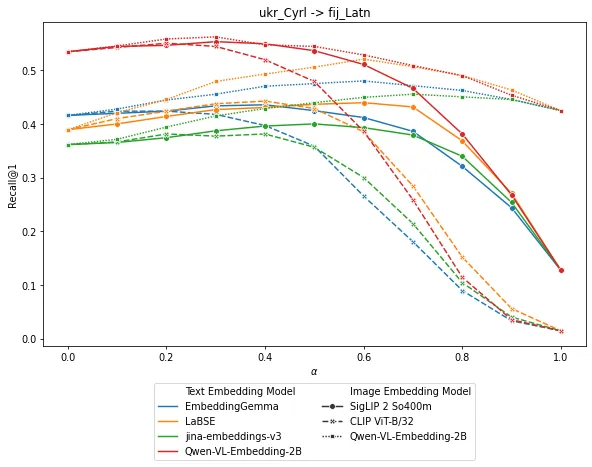 ukr_Cyrl -> fij_Latn
Recall@1
0.5
0.4
0.3
0.2
0.1
0.0
0.0 0.2 0.4 0.6 0.8 1.0
α
Text Embedding Model Image Embedding Model
EmbeddingGemma SigLIP 2 So400m
LaBSE CLIP ViT-B/32
jina-embeddings-v3 Qwen-VL-Embedding-2B
Qwen-VL-Embedding-2B